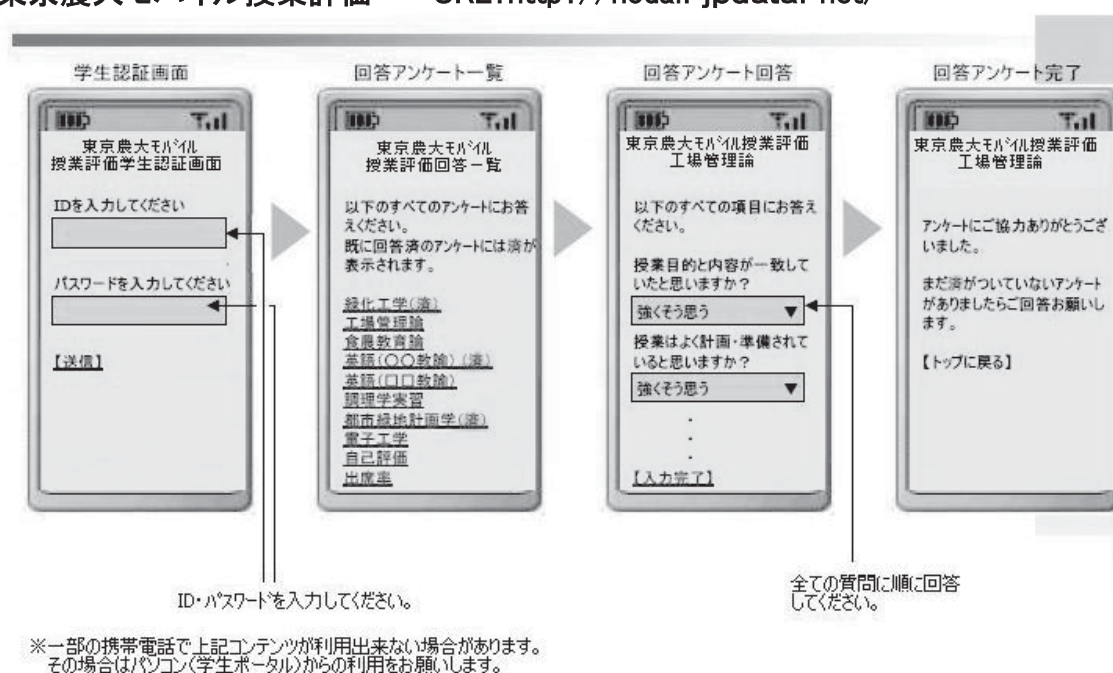 東京農大モバイル授業評価
学生認証画面
東京農大モバイル
授業評価学生認証画面
IDを入力してください
パスワードを入力してください
【送信】
回答アンケート一覧
東京農大モバイル
授業評価回答一覧
以下のすべてのアンケートにお答
えください。
既に回答済のアンケートには済が
表示されます。
緑化工学(済)
工場管理論
食農教育論
英語(〇〇教諭)(済)
英語(□□教諭)
調理学実習
都市緑地計画学(済)
電子工学
自己評価
出席率
回答アンケート回答
東京農大モバイル授業評価
工場管理論
以下のすべての項目にお答え
ください。
授業目的と内容が一致して
いたと思いますか?
強くそう思う ▼
授業はよく計画・準備されて
いると思いますか?
強くそう思う ▼
・
・
・
【入力完了】
回答アンケート完了
東京農大モバイル授業評価
工場管理論
アンケートにご協力ありがとうござ
いました。
まだ済がついていないアンケート
がありましたらご回答お願いし
ます。
【トップに戻る】
ID・パスワードを入力してください。
全ての質問に順に回答
してください。
※一部の携帯電話で上記コンテンツが利用出来ない場合があります。
その場合はパソコン(学生ポータル)からの利用をお願いします。